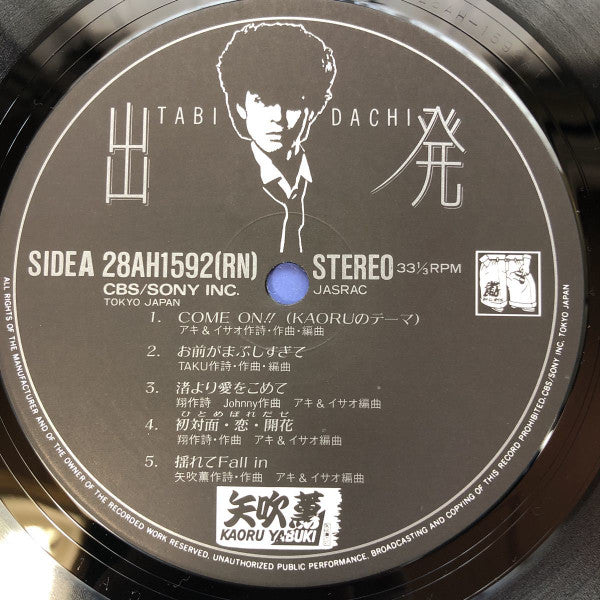 TABI DACHI
出発
SIDE A 28AH1592(RN) STEREO 33⅓RPM
CBS/SONY INC. JASRAC
TOKYO JAPAN
1. COME ON!! (KAORUのテーマ)
アキ&イサオ作詩・作曲・編曲
2. お前がまぶしすぎて
TAKU作詩・作曲・編曲
3. 渚より愛をこめて
翔作詩 Johnny作曲 アキ&イサオ編曲
ひとめぼれだぜ
4. 初対面・恋・開花
翔作詩・作曲 アキ&イサオ編曲
5. 揺れてFall in
矢吹薫作詩・作曲 アキ&イサオ編曲
矢吹薫
KAORU YABUKI
ALL RIGHTS OF THE MANUFACTURER AND OF THE OWNER OF THE RECORDED WORK RESERVED. UNAUTHORIZED PUBLIC PERFORMANCE. BROADCASTING AND COPYING OF THIS RECORD PROHIBITED. CBS/SONY INC. TOKYO JAPAN